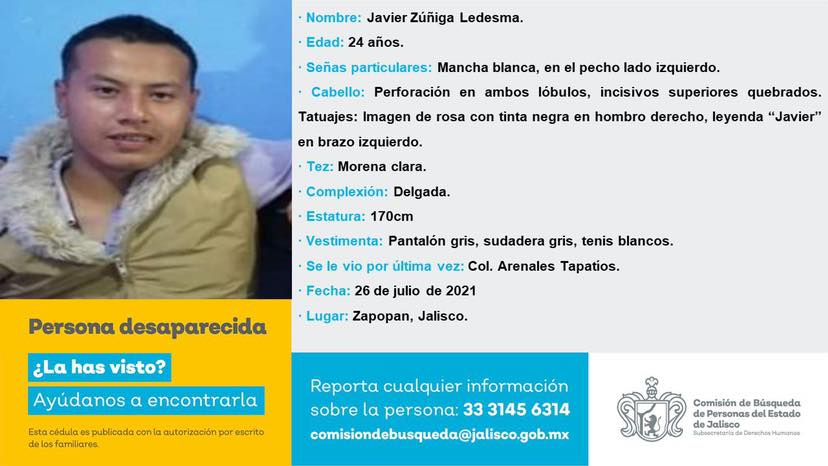 · Nombre: Javier Zúñiga Ledesma.
· Edad: 24 años.
· Señas particulares: Mancha blanca, en el pecho lado izquierdo.
· Cabello: Perforación en ambos lóbulos, incisivos superiores quebrados.
Tatuajes: Imagen de rosa con tinta negra en hombro derecho, leyenda “Javier”
en brazo izquierdo.
· Tez: Morena clara.
· Complexión: Delgada.
· Estatura: 170cm
· Vestimenta: Pantalón gris, sudadera gris, tenis blancos.
· Se le vio por última vez: Col. Arenales Tapatíos.
· Fecha: 26 de julio de 2021
· Lugar: Zapopan, Jalisco.
Persona desaparecida
¿La has visto?
Ayúdanos a encontrarla
Esta cédula es publicada con la autorización por escrito
de los familiares.
Reporta cualquier información
sobre la persona: 33 3145 6314
comisiondebusqueda@jalisco.gob.mx
Comisión de Búsqueda
de Personas del Estado
de Jalisco
Subsecretaría de Derechos Humanos